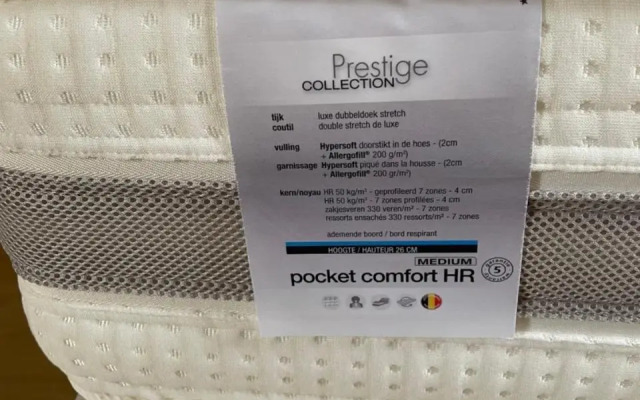 Prestige
COLLECTION
tijk luxe dubbeldoek stretch
coutil double stretch de luxe
vulling Hypersoft doorstikt in de hoes - (2cm
+ Allergofill® 200 g/m²)
garnissage Hypersoft piqué dans la housse - (2cm
+ Allergofill® 200 gr/m²)
kern/noyau HR 50 kg/m³ - geprofileerd 7 zones - 4 cm
HR 50 kg/m³ - 7 zones profilées - 4 cm
zakjesveren 330 veren/m² - 7 zones
ressorts ensachés 330 ressorts/m² - 7 zones
ademende boord / bord respirant
HOOGTE / HAUTEUR 26 CM
MEDIUM
pocket comfort HR
5